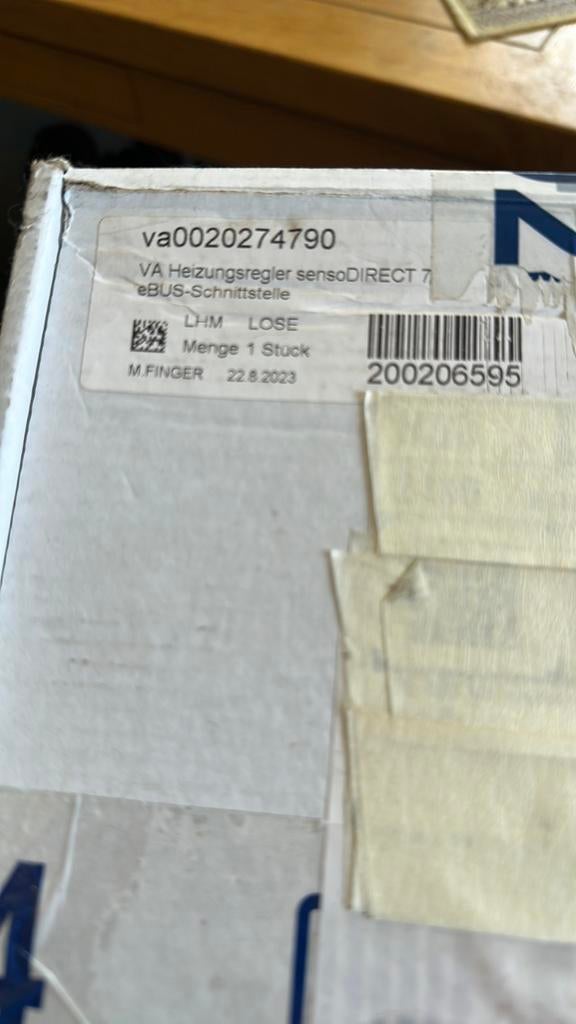 va0020274790
VA Heizungsregler sensoDIRECT 7
eBUS-Schnittstelle
LHM LOSE
Menge 1 Stück
M.FINGER 22.8.2023
200206595